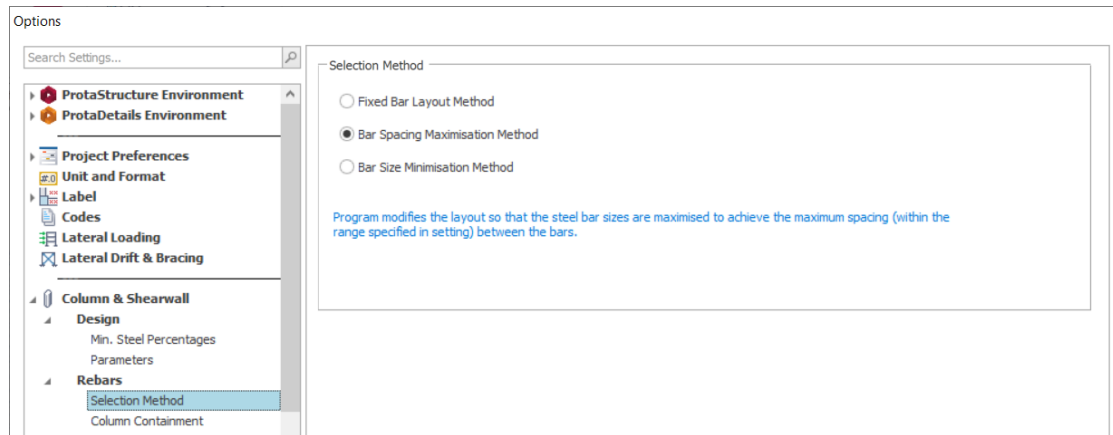 Options
Search Settings...
ProtaStructure Environment
ProtaDetails Environment
Project Preferences
Unit and Format
Label
Codes
Lateral Loading
Lateral Drift & Bracing
Column & Shearwall
Design
Min. Steel Percentages
Parameters
Rebars
Selection Method
Column Containment
Selection Method
Fixed Bar Layout Method
Bar Spacing Maximisation Method
Bar Size Minimisation Method
Program modifies the layout so that the steel bar sizes are maximised to achieve the maximum spacing (within the
range specified in setting) between the bars.